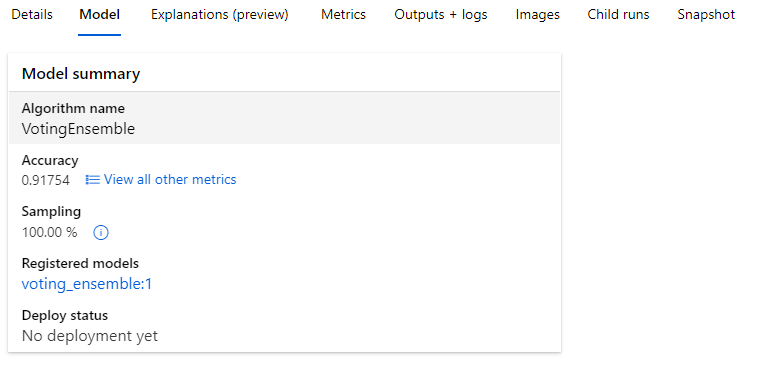 Details Model Explanations (preview) Metrics Outputs + logs Images Child runs Snapshot
Model summary
Algorithm name
VotingEnsemble
Accuracy
0.91754 View all other metrics
Sampling
100.00 %
Registered models
voting_ensemble:1
Deploy status
No deployment yet